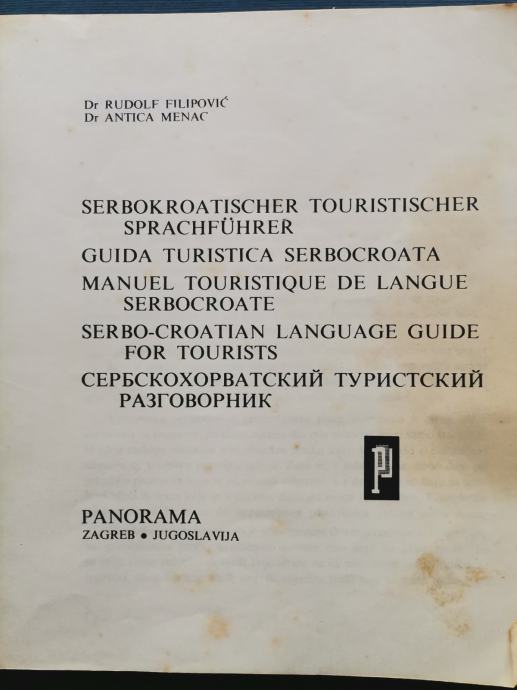 Dr RUDOLF FILIPOVIĆ
Dr ANTICA MENAC
SERBOKROATISCHER TOURISTISCHER
SPRACHFÜHRER
GUIDA TURISTICA SERBOCROATA
MANUEL TOURISTIQUE DE LANGUE
SERBOCROATE
SERBO-CROATIAN LANGUAGE GUIDE
FOR TOURISTS
СЕРБСКОХОРВАТСКИЙ ТУРИСТСКИЙ
РАЗГОВОРНИК
PANORAMA
ZAGREB • JUGOSLAVIJA